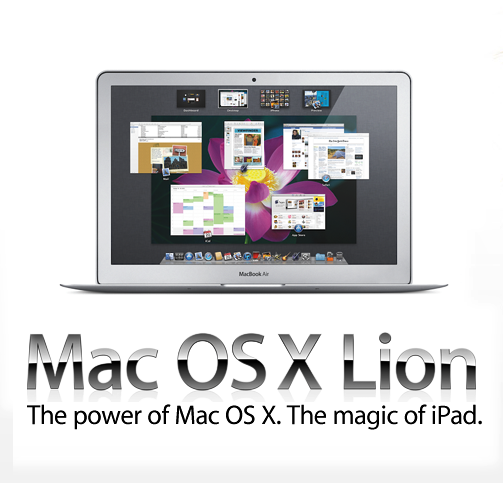 MacBook Air
Mac OS X Lion
The power of Mac OS X. The magic of iPad.